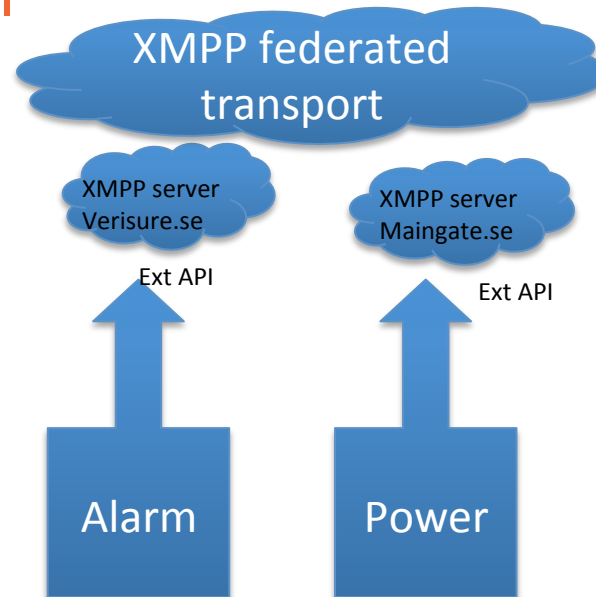 XMPP federated
transport
XMPP server
Verisure.se
XMPP server
Maingate.se
Ext API
Ext API
Alarm
Power